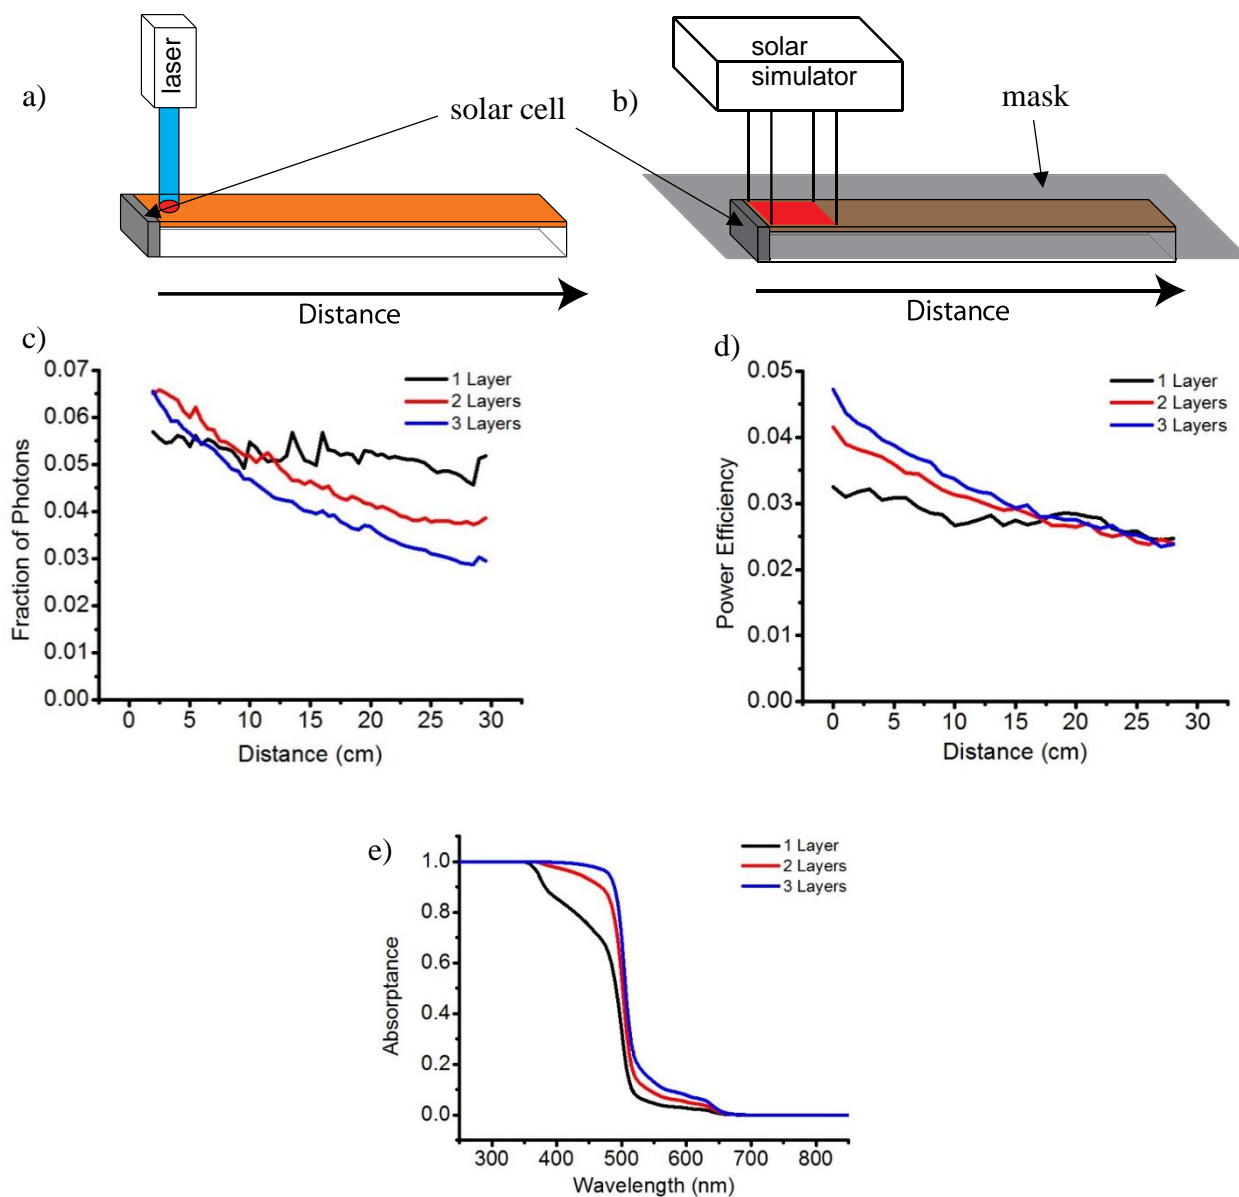 a)
laser
solar cell
Distance
b)
solar
simulator
mask
Distance
c)
0.07
0.06
0.05
0.04
0.03
0.02
0.01
0.00
Fraction of Photons
1 Layer
2 Layers
3 Layers
0 5 10 15 20 25 30
Distance (cm)
d)
0.05
0.04
0.03
0.02
0.01
0.00
Power Efficiency
1 Layer
2 Layers
3 Layers
0 5 10 15 20 25 30
Distance (cm)
e)
1.0
0.8
0.6
0.4
0.2
0.0
Absorptance
1 Layer
2 Layers
3 Layers
300 400 500 600 700 800
Wavelength (nm)